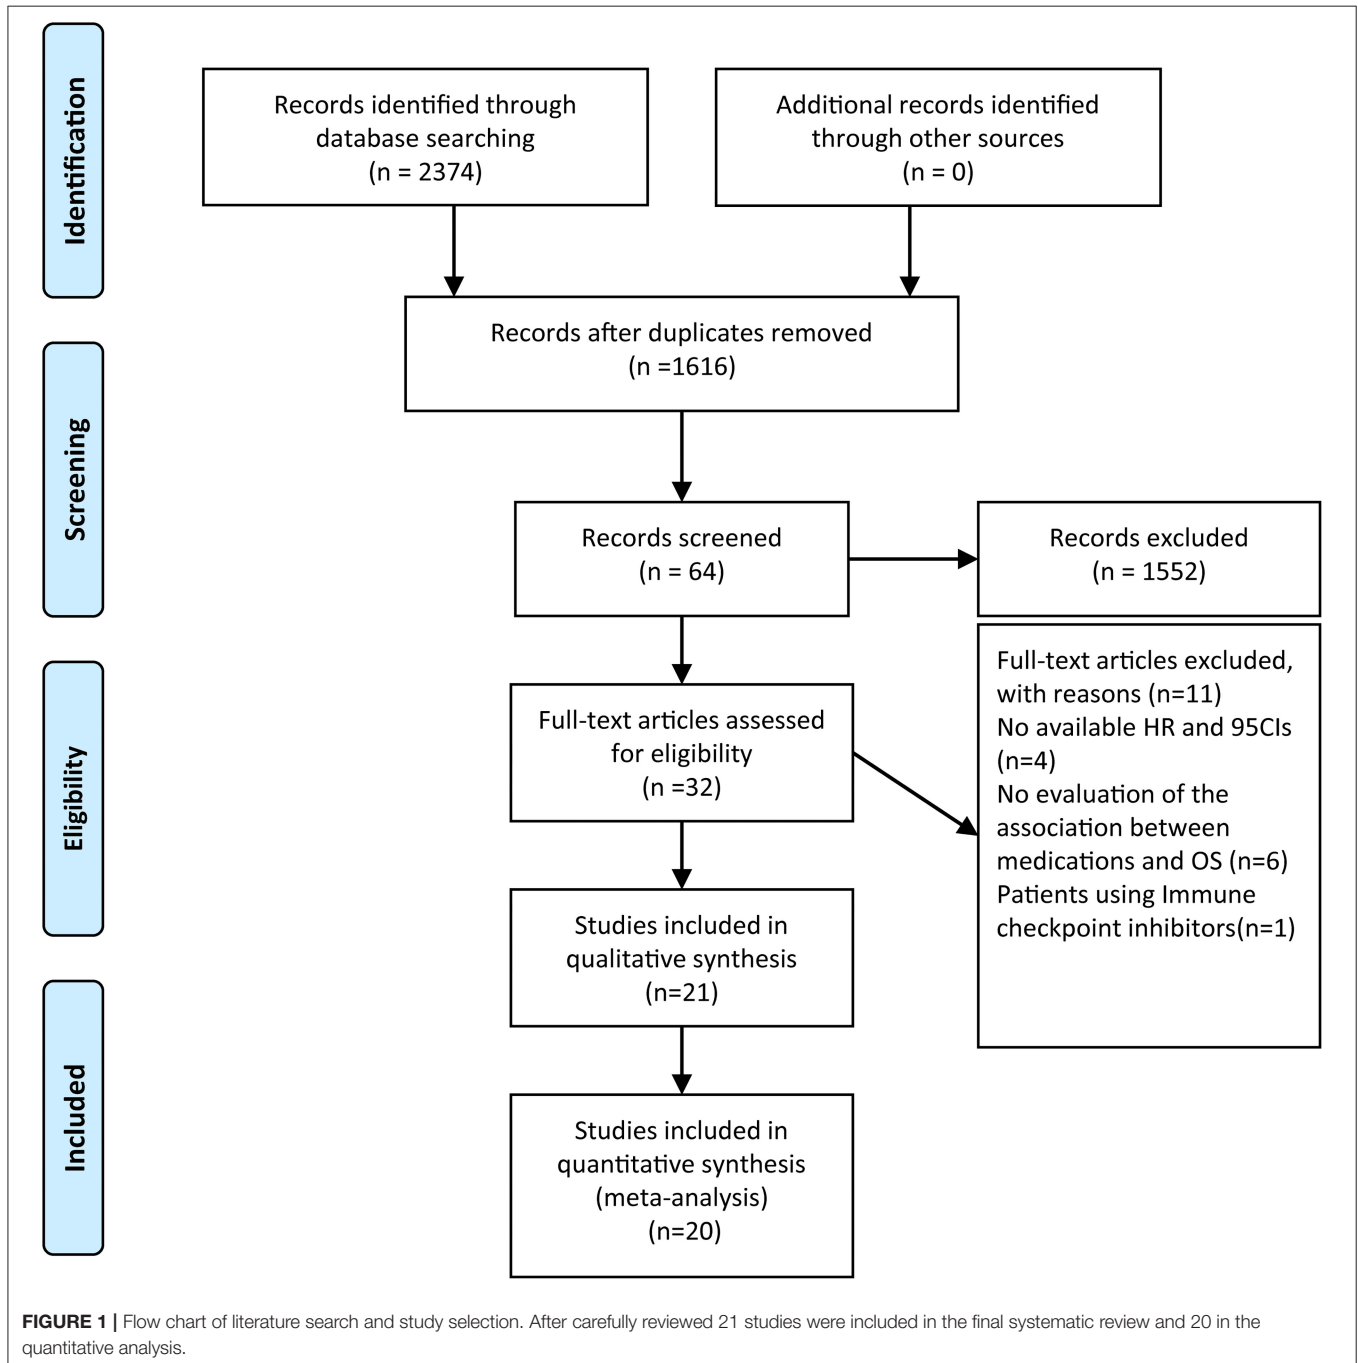 Identification
Records identified through
database searching
(n = 2374)
Additional records identified
through other sources
(n = 0)
Records after duplicates removed
(n =1616)
Screening
Records screened
(n = 64)
Records excluded
(n = 1552)
Eligibility
Full-text articles assessed
for eligibility
(n =32)
Full-text articles excluded,
with reasons (n=11)
No available HR and 95CIs
(n=4)
No evaluation of the
association between
medications and OS (n=6)
Patients using Immune
checkpoint inhibitors(n=1)
Studies included in
qualitative synthesis
(n=21)
Included
Studies included in
quantitative synthesis
(meta-analysis)
(n=20)
FIGURE 1 | Flow chart of literature search and study selection. After carefully reviewed 21 studies were included in the final systematic review and 20 in the
quantitative analysis.